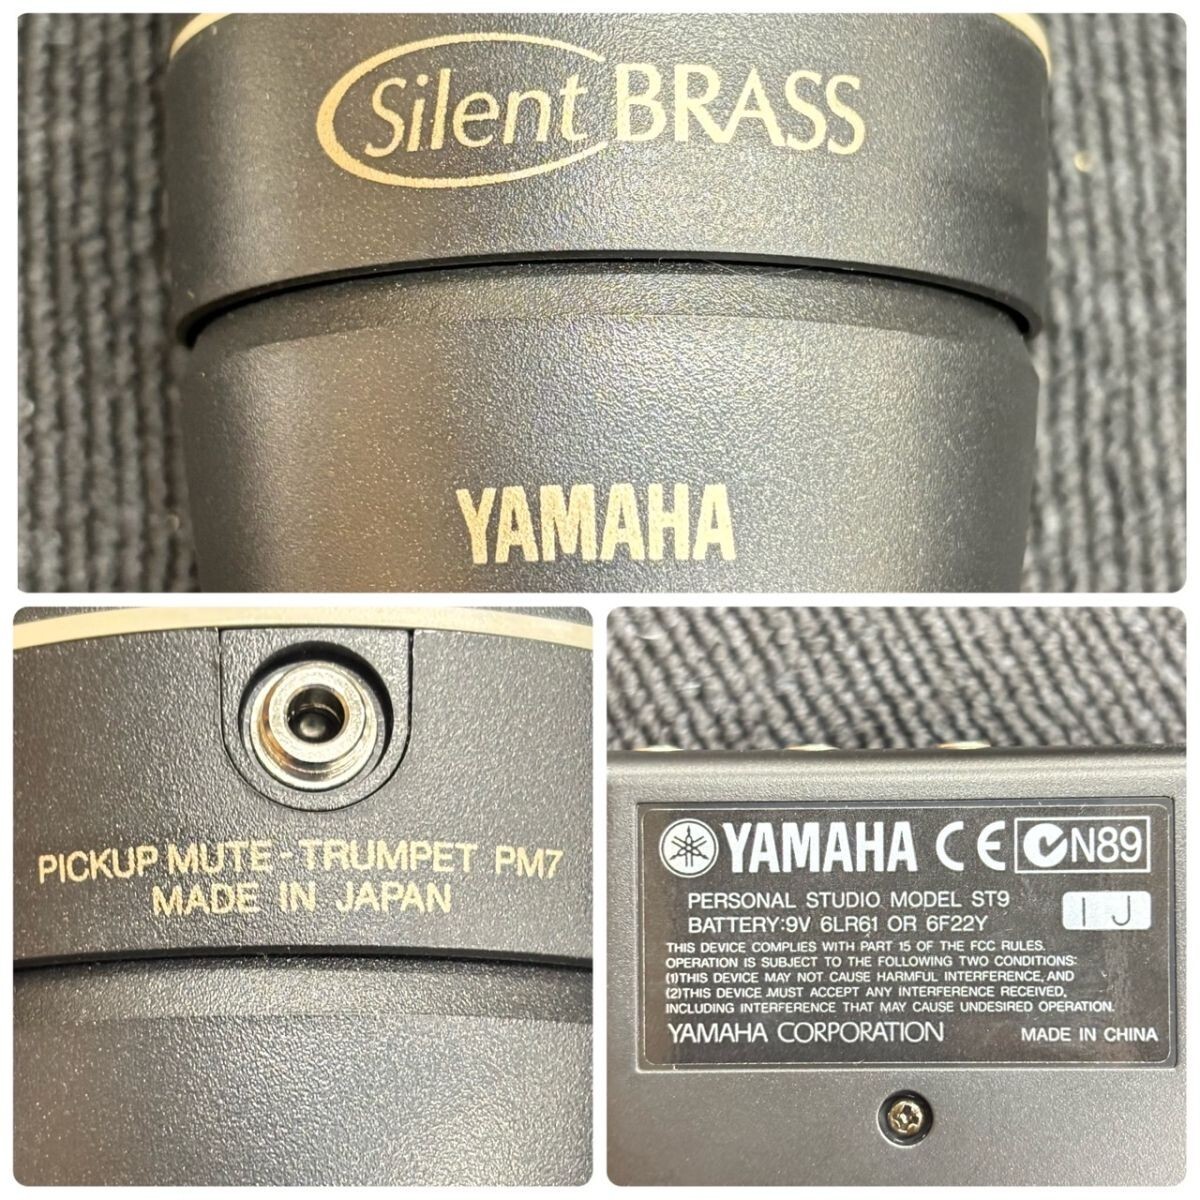 Silent BRASS
YAMAHA
PICKUP MUTE-TRUMPET PM7
MADE IN JAPAN
YAMAHA CE N89
PERSONAL STUDIO MODEL ST9
BATTERY:9V 6LR61 OR 6F22Y
IJ
THIS DEVICE COMPLIES WITH PART 15 OF THE FCC RULES.
OPERATION IS SUBJECT TO THE FOLLOWING TWO CONDITIONS:
(1)THIS DEVICE MAY NOT CAUSE HARMFUL INTERFERENCE, AND
(2)THIS DEVICE MUST ACCEPT ANY INTERFERENCE RECEIVED,
INCLUDING INTERFERENCE THAT MAY CAUSE UNDESIRED OPERATION.
YAMAHA CORPORATION MADE IN CHINA